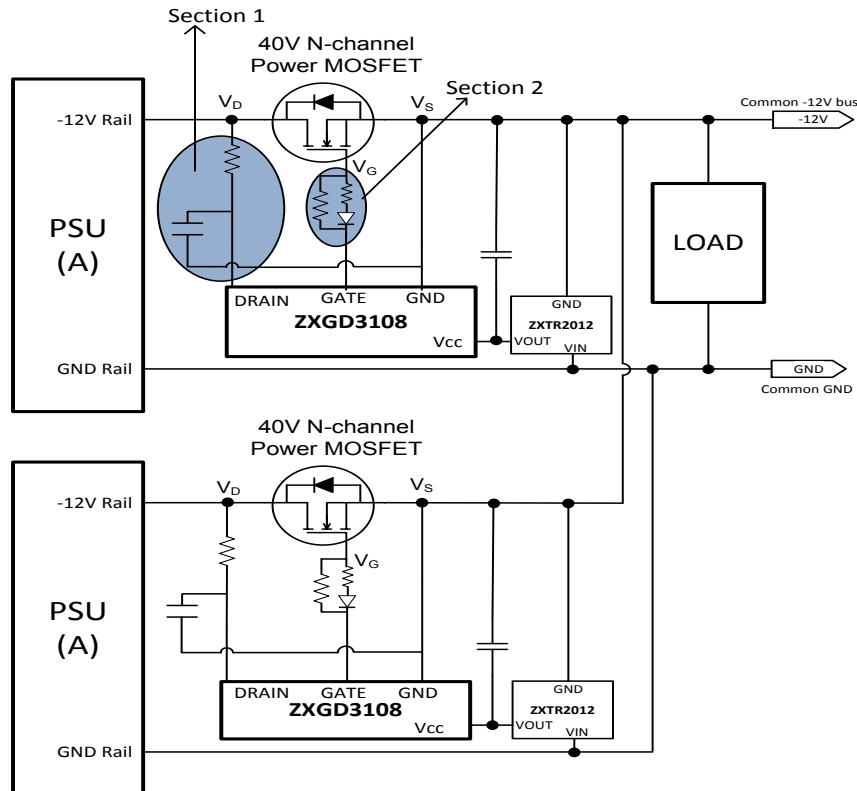 Section 1
40V N-channel
Power MOSFET
Section 2
VD
VS
Common -12V bus
-12V Rail
-12V
VG
PSU
(A)
LOAD
DRAIN
GATE
GND
GND
ZXGD3108
ZXTR2012
Vcc
VOUT
VIN
GND Rail
GND
Common GND
40V N-channel
Power MOSFET
-12V Rail
VD
VS
VG
PSU
(A)
DRAIN
GATE
GND
GND
ZXGD3108
ZXTR2012
Vcc
VOUT
VIN
GND Rail